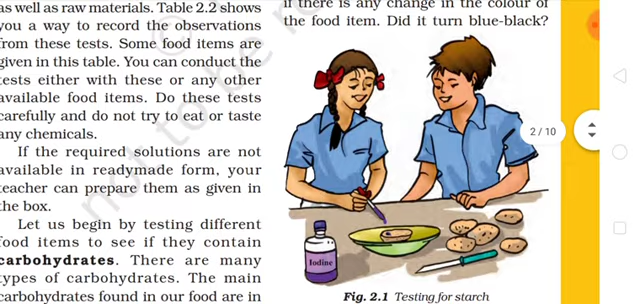 as well as raw materials. Table 2.2 shows
you a way to record the observations
from these tests. Some food items are
given in this table. You can conduct the
tests either with these or any other
available food items. Do these tests
carefully and do not try to eat or taste
any chemicals.
If the required solutions are not
available in readymade form, your
teacher can prepare them as given in
the box.
Let us begin by testing different
food items to see if they contain
carbohydrates. There are many
types of carbohydrates. The main
carbohydrates found in our food are in
if there is any change in the colour of
the food item. Did it turn blue-black?
2 / 10
Iodine
Fig. 2.1 Testing for starch
not to be